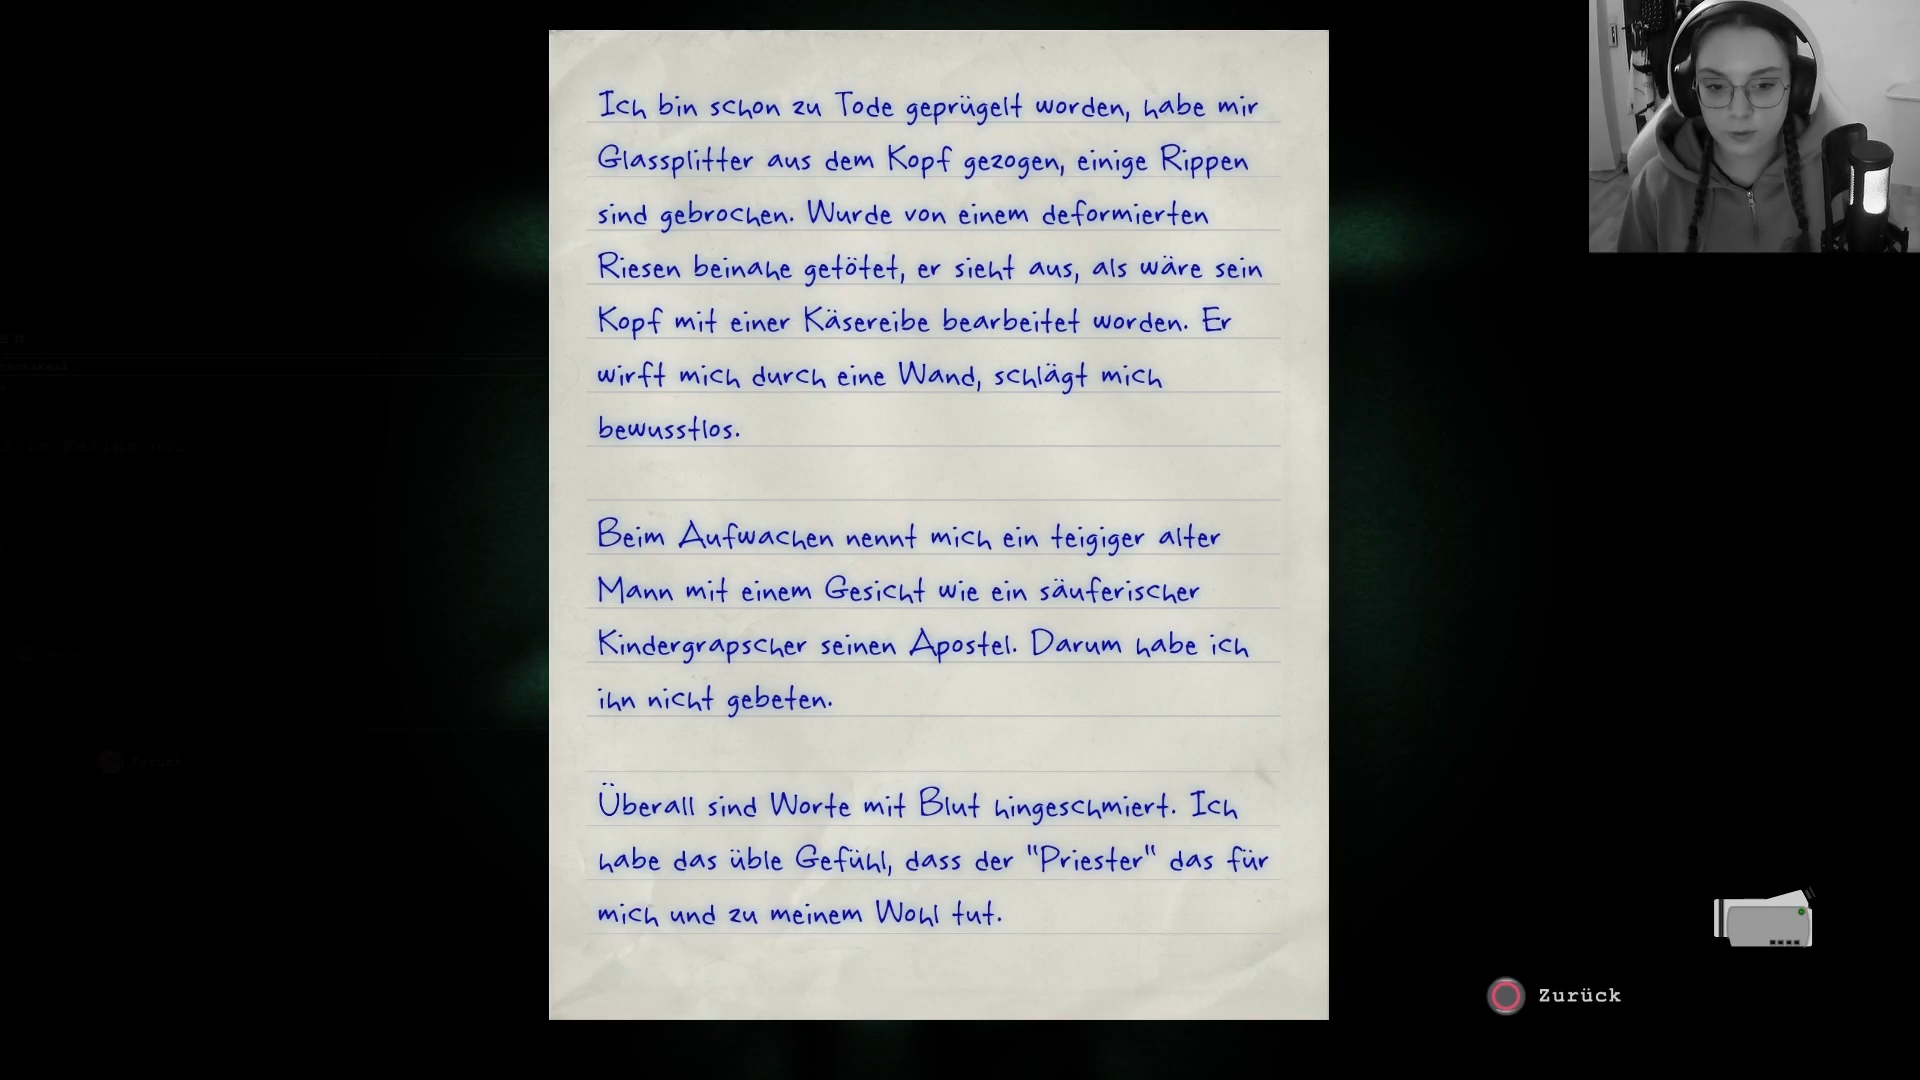 Ich bin schon zu Tode geprügelt worden, habe mir
Glassplitter aus dem Kopf gezogen, einige Rippen
sind gebrochen. Wurde von einem deformierten
Riesen beinahe getötet, er sieht aus, als wäre sein
Kopf mit einer Käsereibe bearbeitet worden. Er
wirft mich durch eine Wand, schlägt mich
bewusstlos.
Beim Aufwachen nennt mich ein teigiger alter
Mann mit einem Gesicht wie ein säuferischer
Kindergrapscher seinen Apostel. Darum habe ich
ihn nicht gebeten.
Überall sind Worte mit Blut hingeschmiert. Ich
habe das üble Gefühl, dass der "Priester" das für
mich und zu meinem Wohl tut.
Zurück
Zurück